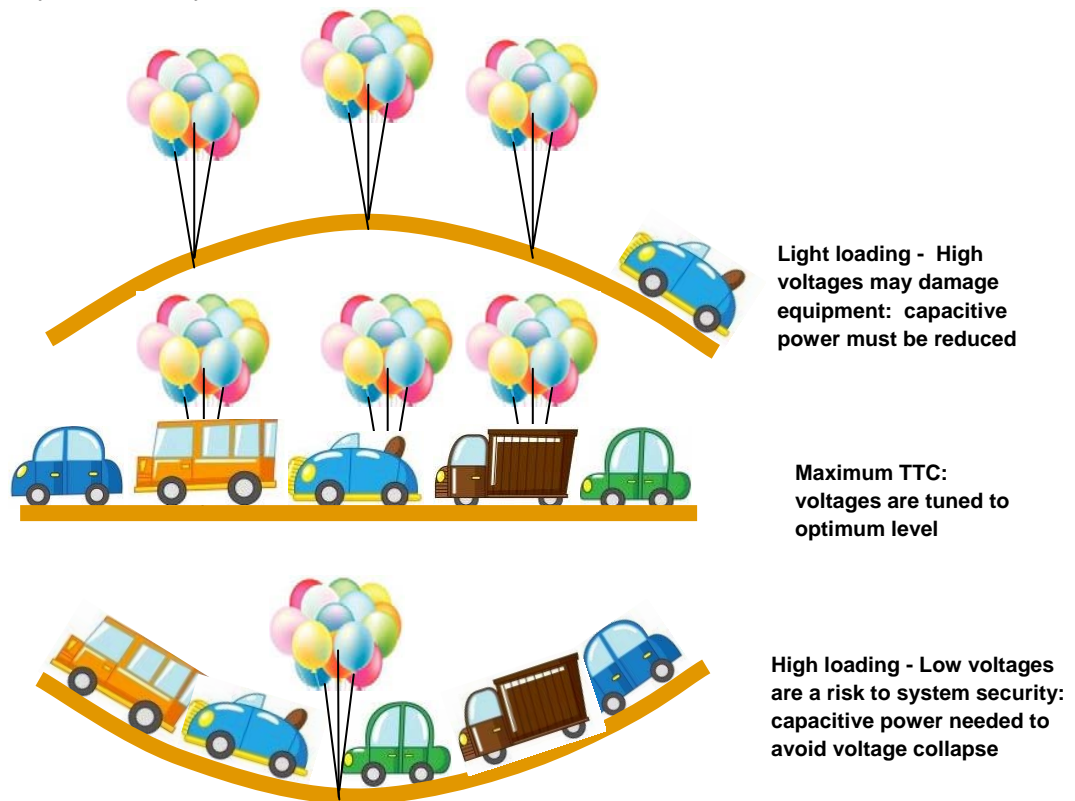 Light loading - High
voltages may damage
equipment: capacitive
power must be reduced
Maximum TTC:
voltages are tuned to
optimum level
High loading - Low voltages
are a risk to system security:
capacitive power needed to
avoid voltage collapse